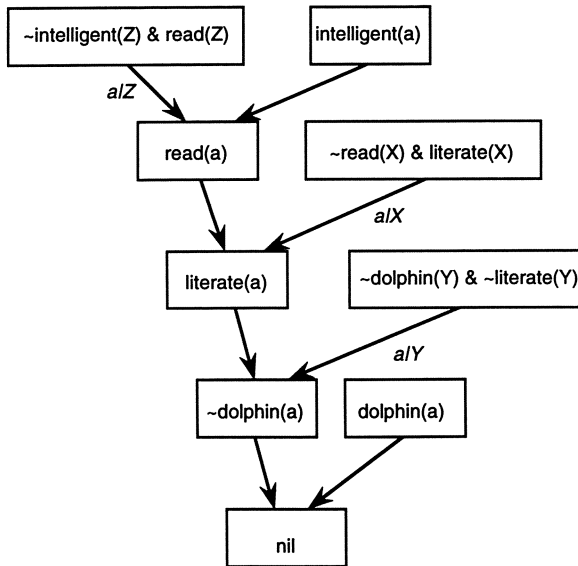 ~intelligent(Z) & read(Z)
intelligent(a)
a/Z
read(a)
~read(X) & literate(X)
a/X
literate(a)
~dolphin(Y) & ~literate(Y)
a/Y
~dolphin(a)
dolphin(a)
nil